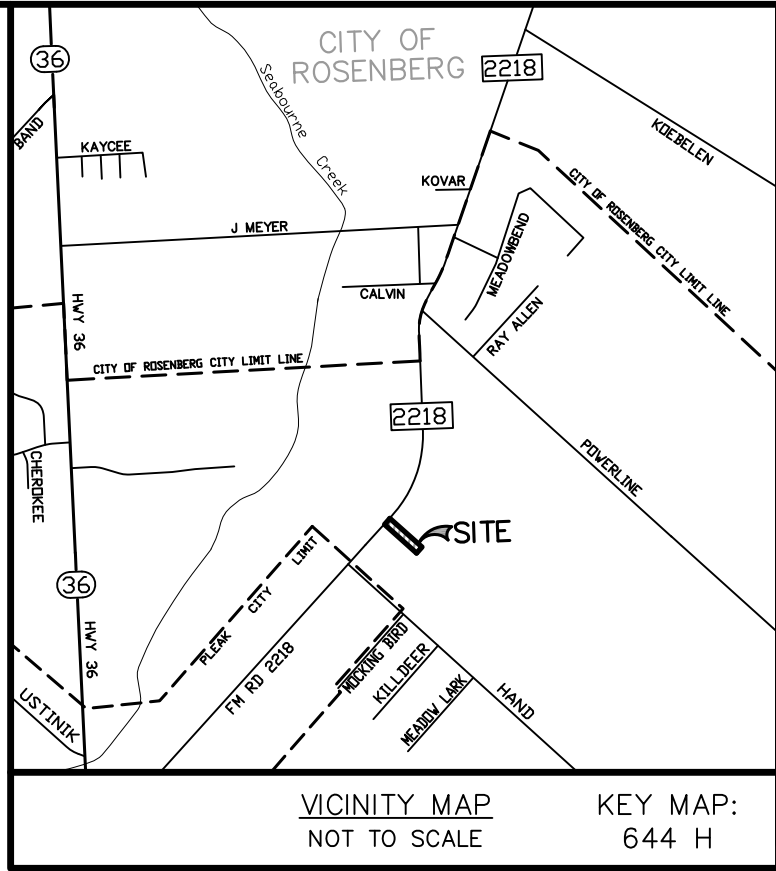 CITY OF
ROSENBERG
36
2218
BAND
Seabourne
Creek
KOEBELEN
KAYCEE
KOVAR
CITY OF ROSENBERG CITY LIMIT LINE
J MEYER
MEADOWBEND
CALVIN
HWY 36
RAY ALLEN
CITY OF ROSENBERG CITY LIMIT LINE
2218
CHEROKEE
POWERLINE
SITE
PLEAK CITY LIMIT
36
HWY 36
FM RD 2218
MOCKING BIRD
KILLDEER
MEADOW LARK
HAND
USTINIK
VICINITY MAP
NOT TO SCALE
KEY MAP:
644 H